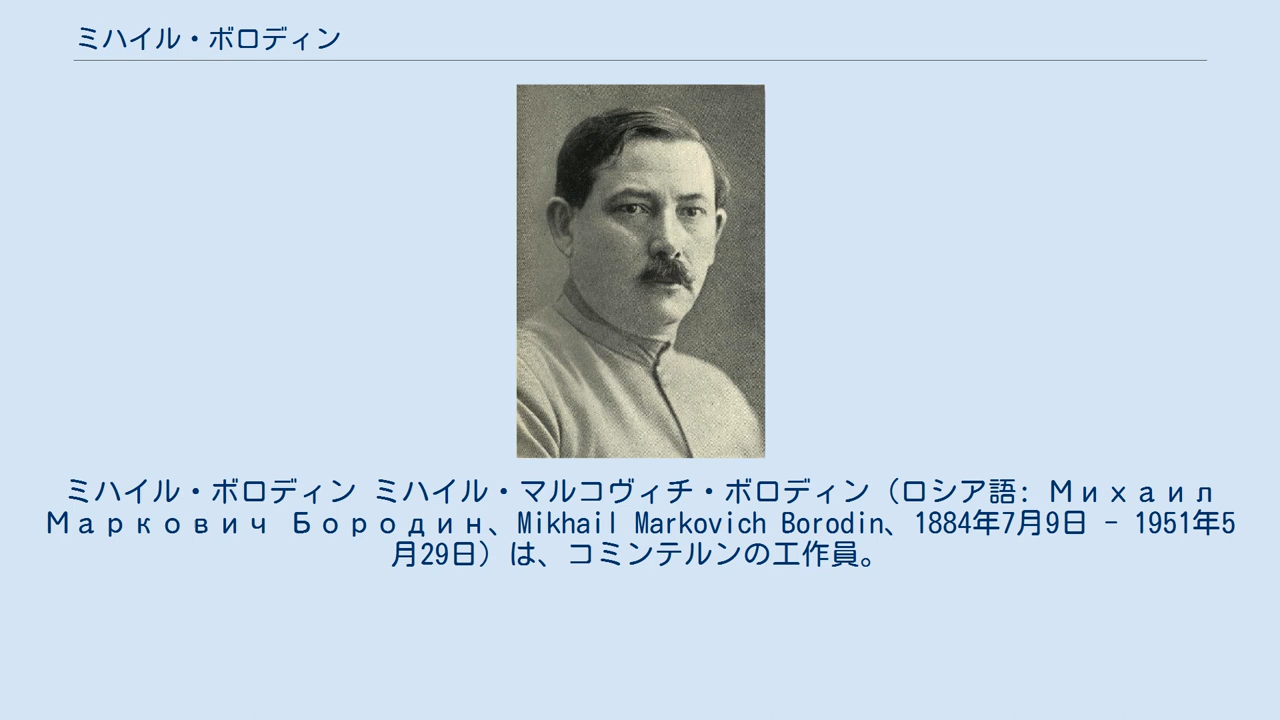 ミハイル・ボロディン
ミハイル・ボロディン ミハイル・マルコヴィチ・ボロディン（ロシア語: Михаил
Маркович Бородин、Mikhail Markovich Borodin、1884年7月9日 - 1951年5
月29日）は、コミンテルンの工作員。